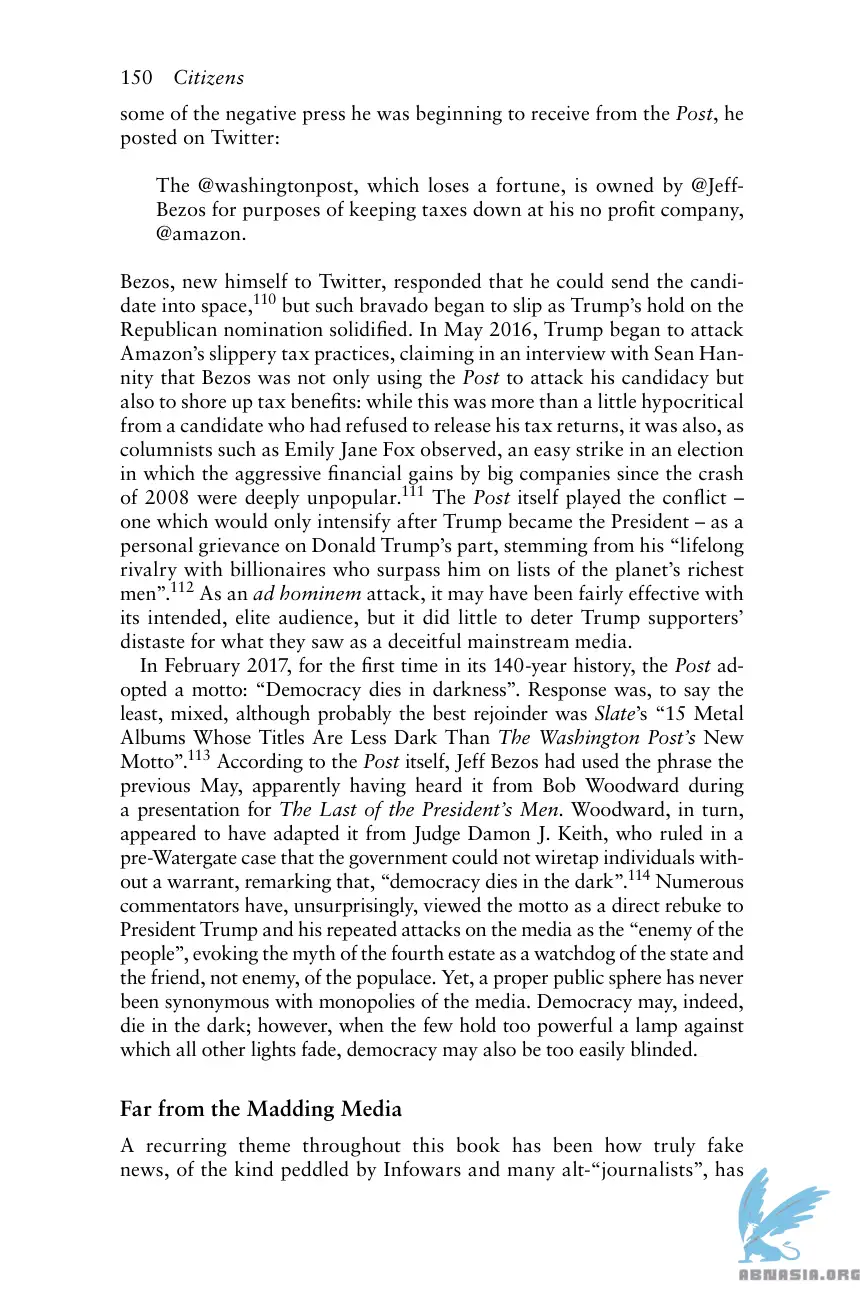 150 Citizens
some of the negative press he was beginning to receive from the Post, he
posted on Twitter:
The @washingtonpost, which loses a fortune, is owned by @Jeff-
Bezos for purposes of keeping taxes down at his no profit company,
@amazon.
Bezos, new himself to Twitter, responded that he could send the candi-
date into space,110 but such bravado began to slip as Trump’s hold on the
Republican nomination solidified. In May 2016, Trump began to attack
Amazon’s slippery tax practices, claiming in an interview with Sean Han-
nity that Bezos was not only using the Post to attack his candidacy but
also to shore up tax benefits: while this was more than a little hypocritical
from a candidate who had refused to release his tax returns, it was also, as
columnists such as Emily Jane Fox observed, an easy strike in an election
in which the aggressive financial gains by big companies since the crash
of 2008 were deeply unpopular.111 The Post itself played the conflict –
one which would only intensify after Trump became the President – as a
personal grievance on Donald Trump’s part, stemming from his “lifelong
rivalry with billionaires who surpass him on lists of the planet’s richest
men”.112 As an ad hominem attack, it may have been fairly effective with
its intended, elite audience, but it did little to deter Trump supporters’
distaste for what they saw as a deceitful mainstream media.
In February 2017, for the first time in its 140-year history, the Post ad-
opted a motto: “Democracy dies in darkness”. Response was, to say the
least, mixed, although probably the best rejoinder was Slate’s “15 Metal
Albums Whose Titles Are Less Dark Than The Washington Post’s New
Motto”.113 According to the Post itself, Jeff Bezos had used the phrase the
previous May, apparently having heard it from Bob Woodward during
a presentation for The Last of the President’s Men. Woodward, in turn,
appeared to have adapted it from Judge Damon J. Keith, who ruled in a
pre-Watergate case that the government could not wiretap individuals with-
out a warrant, remarking that, “democracy dies in the dark”.114 Numerous
commentators have, unsurprisingly, viewed the motto as a direct rebuke to
President Trump and his repeated attacks on the media as the “enemy of the
people”, evoking the myth of the fourth estate as a watchdog of the state and
the friend, not enemy, of the populace. Yet, a proper public sphere has never
been synonymous with monopolies of the media. Democracy may, indeed,
die in the dark; however, when the few hold too powerful a lamp against
which all other lights fade, democracy may also be too easily blinded.
Far from the Madding Media
A recurring theme throughout this book has been how truly fake
news, of the kind peddled by Infowars and many alt-“journalists”, has
ABNASIA.ORG